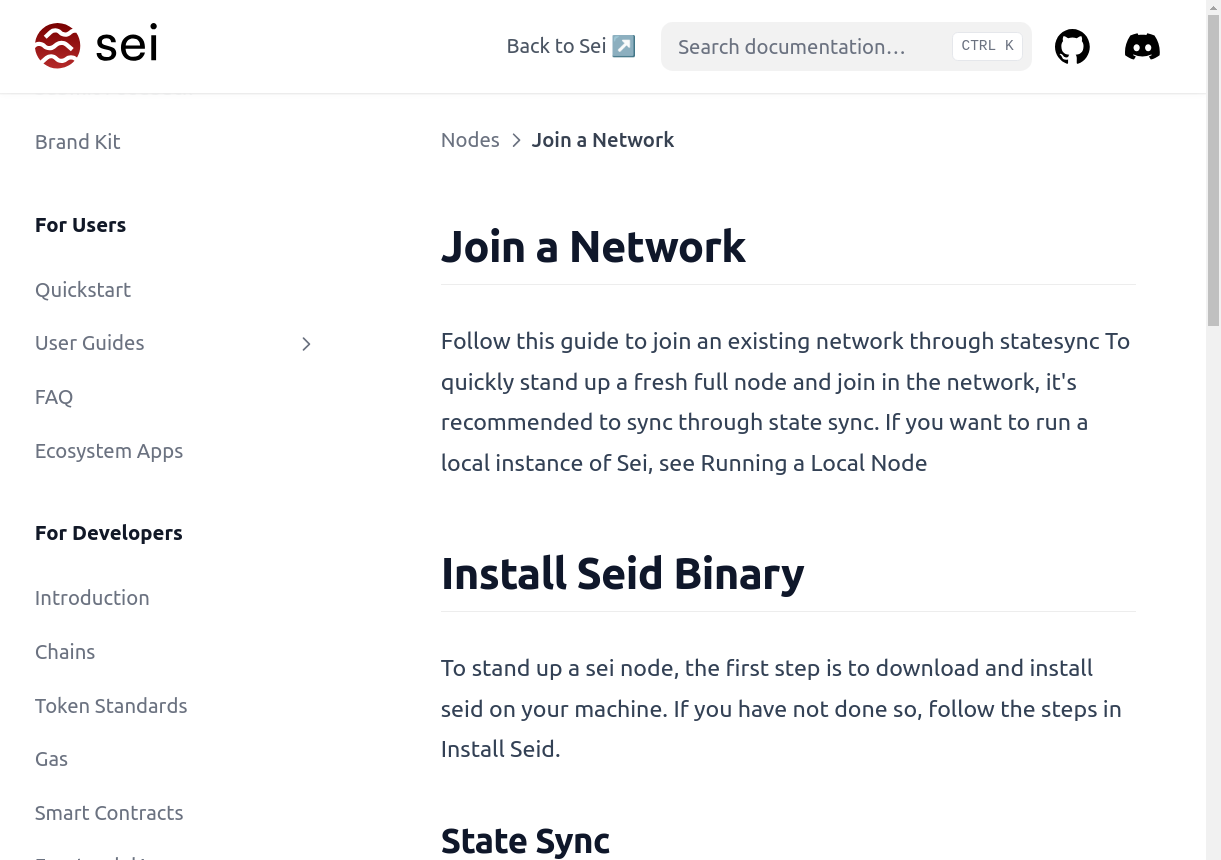 sei
Back to Sei ↗
Search documentation…
CTRL K
Brand Kit
For Users
Quickstart
User Guides
FAQ
Ecosystem Apps
For Developers
Introduction
Chains
Token Standards
Gas
Smart Contracts
Nodes > Join a Network
Join a Network
Follow this guide to join an existing network through statesync To
quickly stand up a fresh full node and join in the network, it's
recommended to sync through state sync. If you want to run a
local instance of Sei, see Running a Local Node
Install Seid Binary
To stand up a sei node, the first step is to download and install
seid on your machine. If you have not done so, follow the steps in
Install Seid.
State Sync